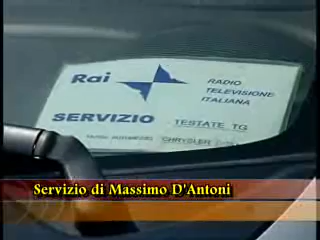 Rai
RADIO
TELEVISIONE
ITALIANA
SERVIZIO
TESTATE TG
CHRYSLER
Servizio di Massimo D'Antoni